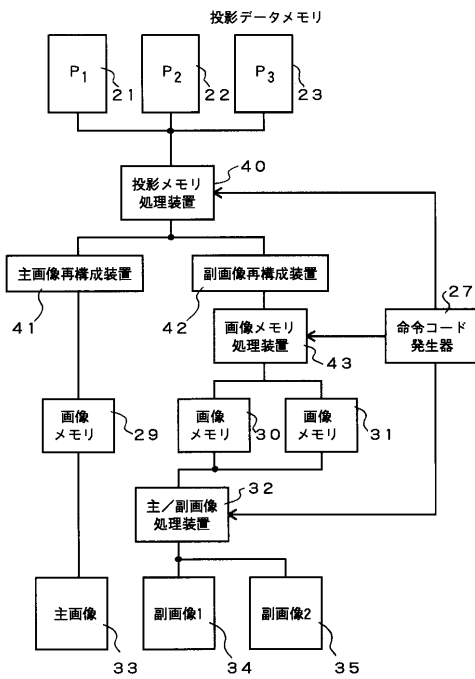 投影データメモリ
P1
P2
P3
21
22
23
40
投影メモリ
処理装置
主画像再構成装置
副画像再構成装置
41
42
27
画像メモリ
処理装置
命令コード
発生器
43
画像
メモリ
画像
メモリ
画像
メモリ
29
30
31
32
主／副画像
処理装置
主画像
副画像1
副画像2
33
34
35